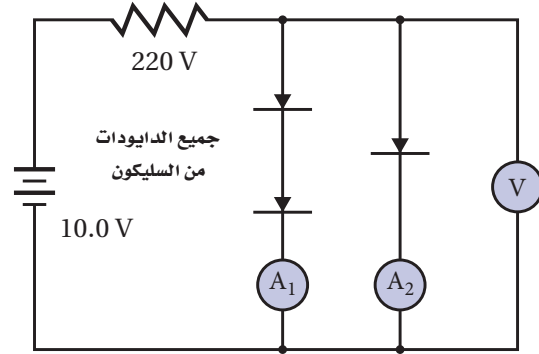 220 V
جميع الدايودات
من السليكون
10.0 V
V
A₁
A₂